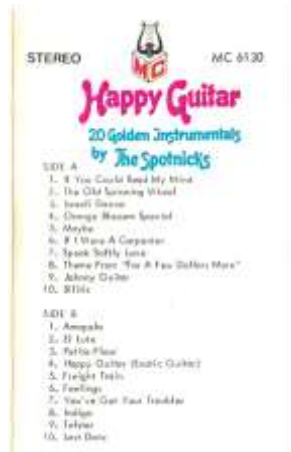 STEREO
MC
MC 6130
Happy Guitar
20 Golden Instrumentals
by The Spotnicks
SIDE A
1. If You Could Read My Mind
2. The Old Spinning Wheel
3. Israeli Dance
4. Orange Blossom Special
5. Maybe
6. If I Were A Carpenter
7. Speak Softly Love
8. Theme From "For A Few Dollars More"
9. Johnny Guitar
10.
SIDE B
1. Amapola
2. El Lute
3. Petite Fleur
4. Happy Guitar (Exotic Guitar)
5. Freight Train
6. Feelings
7. You've Got Your Troubles
8. Indigo
9.
10. Last Date